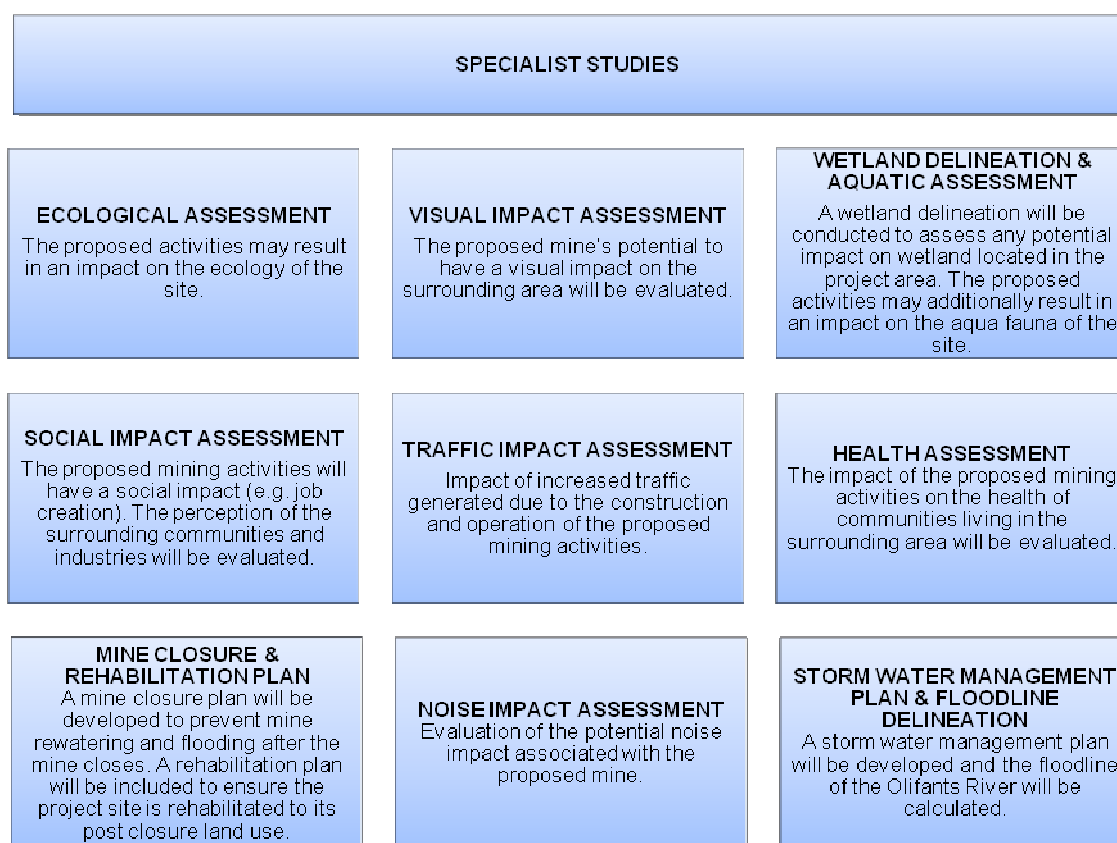 SPECIALIST STUDIES
ECOLOGICAL ASSESSMENT
The proposed activities may result
in an impact on the ecology of the
site.
VISUAL IMPACT ASSESSMENT
The proposed mine's potential to
have a visual impact on the
surrounding area will be evaluated.
WETLAND DELINEATION &
AQUATIC ASSESSMENT
A wetland delineation will be
conducted to assess any potential
impact on wetland located in the
project area. The proposed
activities may additionally result in
an impact on the aqua fauna of the
site.
SOCIAL IMPACT ASSESSMENT
The proposed mining activities will
have a social impact (e.g. job
creation). The perception of the
surrounding communities and
industries will be evaluated.
TRAFFIC IMPACT ASSESSMENT
Impact of increased traffic
generated due to the construction
and operation of the proposed
mining activities.
HEALTH ASSESSMENT
The impact of the proposed mining
activities on the health of
communities living in the
surrounding area will be evaluated.
MINE CLOSURE &
REHABILITATION PLAN
A mine closure plan will be
developed to prevent mine
rewatering and flooding after the
mine closes. A rehabilitation plan
will be included to ensure the
project site is rehabilitated to its
post closure land use.
NOISE IMPACT ASSESSMENT
Evaluation of the potential noise
impact associated with the
proposed mine.
STORM WATER MANAGEMENT
PLAN & FLOODLINE
DELINEATION
A storm water management plan
will be developed and the floodline
of the Olifants River will be
calculated.